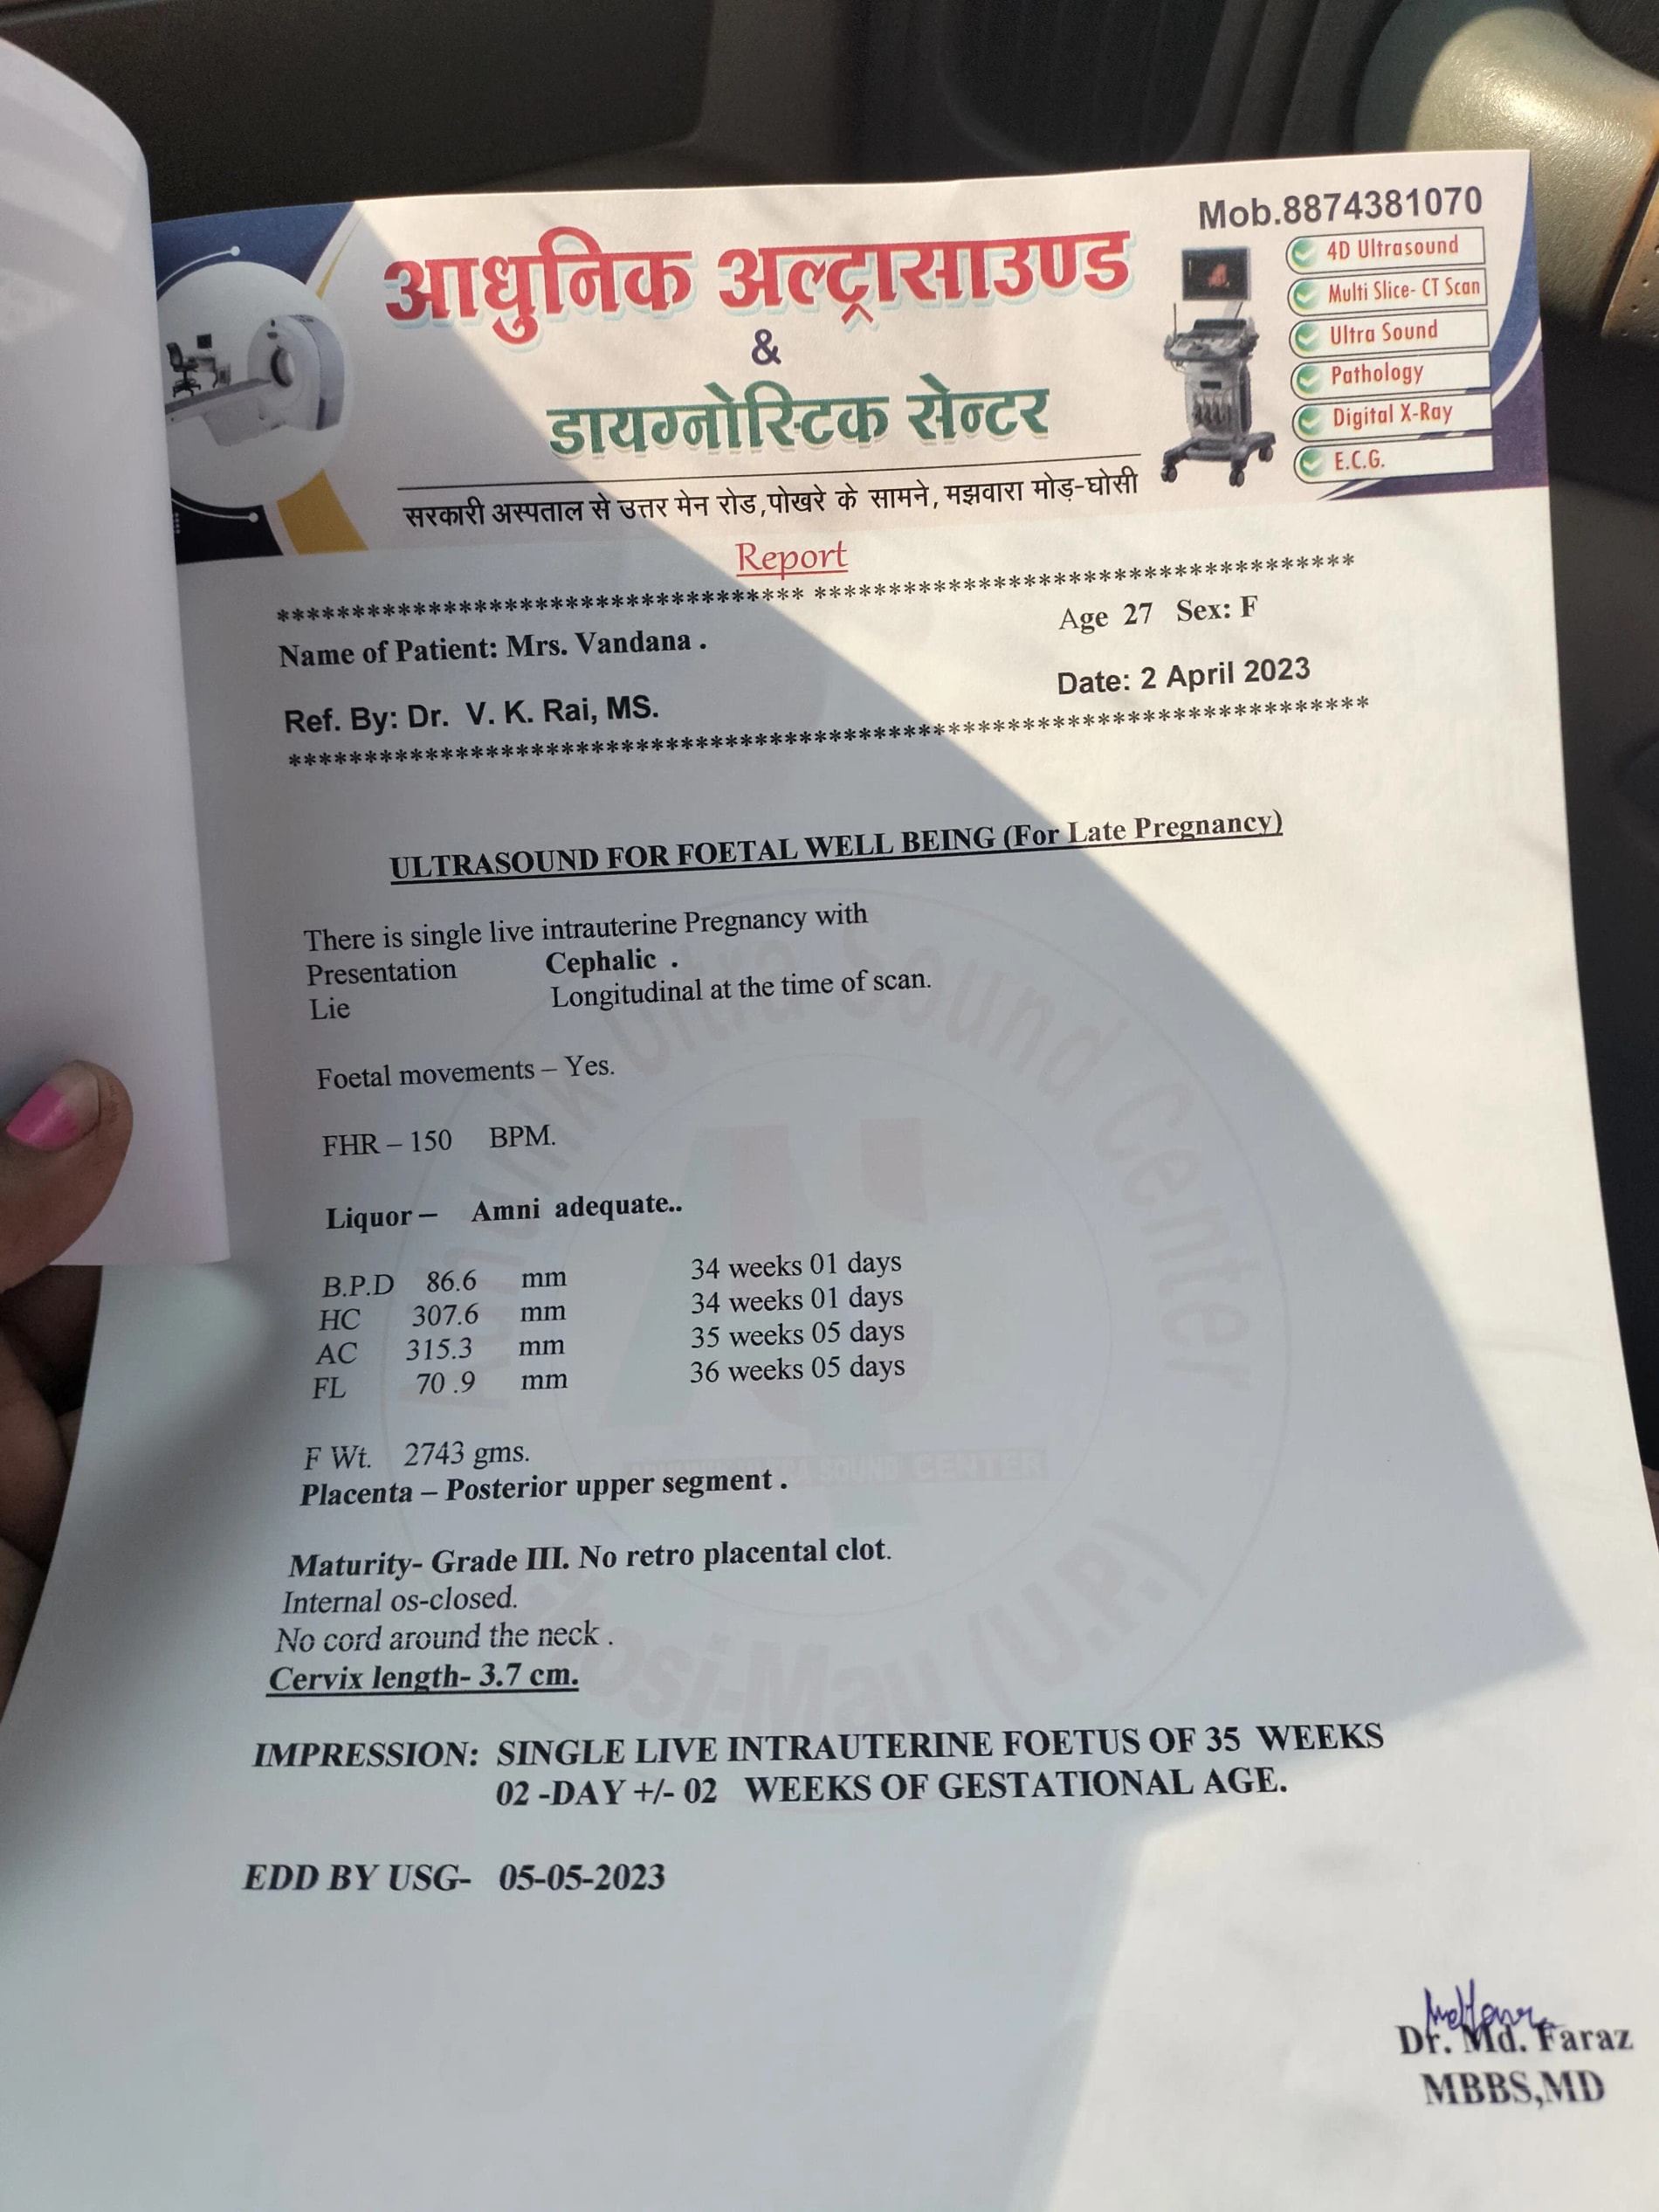 Mob.8874381070
आधुनिक अल्ट्रासाउण्ड
&
डायग्नोस्टिक सेन्टर
4D Ultrasound
Multi Slice- CT Scan
Ultra Sound
Pathology
Digital X-Ray
E.C.G.
सरकारी अस्पताल से उत्तर मेन रोड,पोखरे के सामने, मझवारा मोड़-घोसी
Report
*********************************** ************************************
Name of Patient: Mrs. Vandana . Age 27 Sex: F
Ref. By: Dr. V. K. Rai, MS. Date: 2 April 2023
************************************************************************
ULTRASOUND FOR FOETAL WELL BEING (For Late Pregnancy)
There is single live intrauterine Pregnancy with
Presentation Cephalic .
Lie Longitudinal at the time of scan.
Foetal movements – Yes.
FHR – 150 BPM.
Liquor – Amni adequate..
B.P.D 86.6 mm 34 weeks 01 days
HC 307.6 mm 34 weeks 01 days
AC 315.3 mm 35 weeks 05 days
FL 70 .9 mm 36 weeks 05 days
F Wt. 2743 gms.
Placenta – Posterior upper segment .
Maturity- Grade III. No retro placental clot.
Internal os-closed.
No cord around the neck .
Cervix length- 3.7 cm.
IMPRESSION: SINGLE LIVE INTRAUTERINE FOETUS OF 35 WEEKS
02 -DAY +/- 02 WEEKS OF GESTATIONAL AGE.
EDD BY USG- 05-05-2023
Dr. Md. Faraz
MBBS,MD